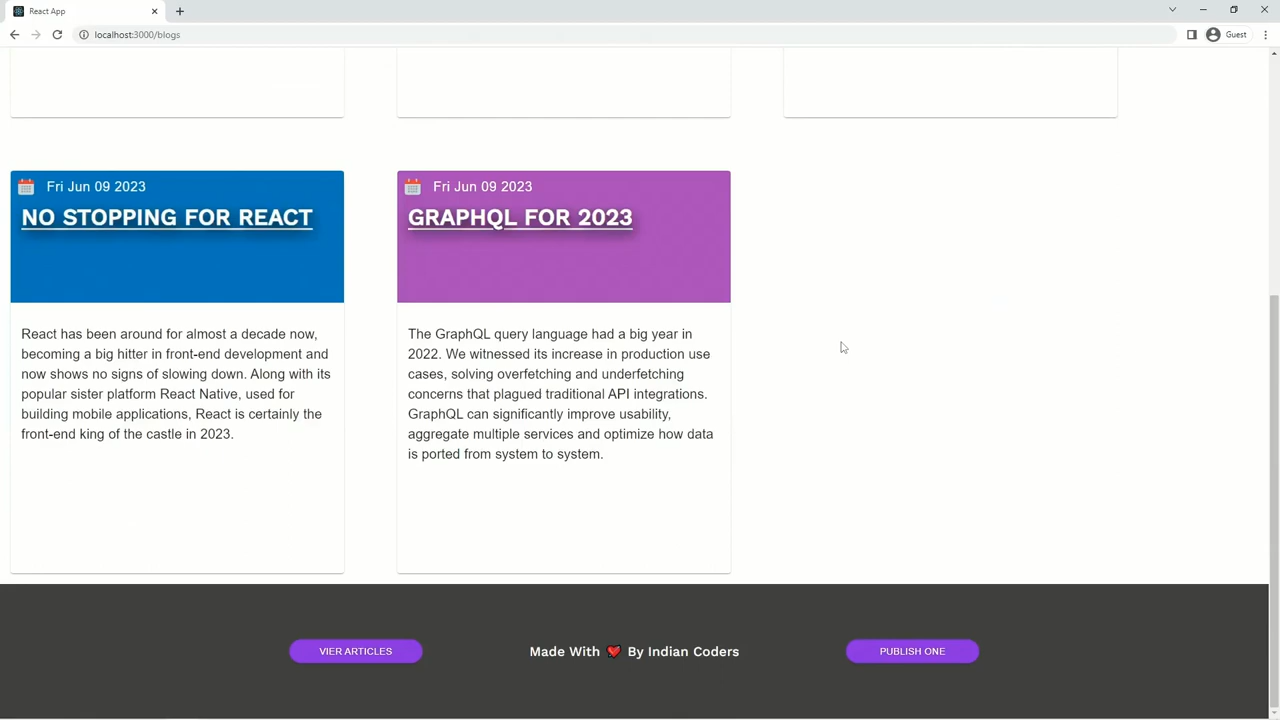 React App
localhost:3000/blogs
Guest
Fri Jun 09 2023
NO STOPPING FOR REACT
React has been around for almost a decade now,
becoming a big hitter in front-end development and
now shows no signs of slowing down. Along with its
popular sister platform React Native, used for
building mobile applications, React is certainly the
front-end king of the castle in 2023.
Fri Jun 09 2023
GRAPHQL FOR 2023
The GraphQL query language had a big year in
2022. We witnessed its increase in production use
cases, solving overfetching and underfetching
concerns that plagued traditional API integrations.
GraphQL can significantly improve usability,
aggregate multiple services and optimize how data
is ported from system to system.
VIER ARTICLES
Made With ❤️ By Indian Coders
PUBLISH ONE